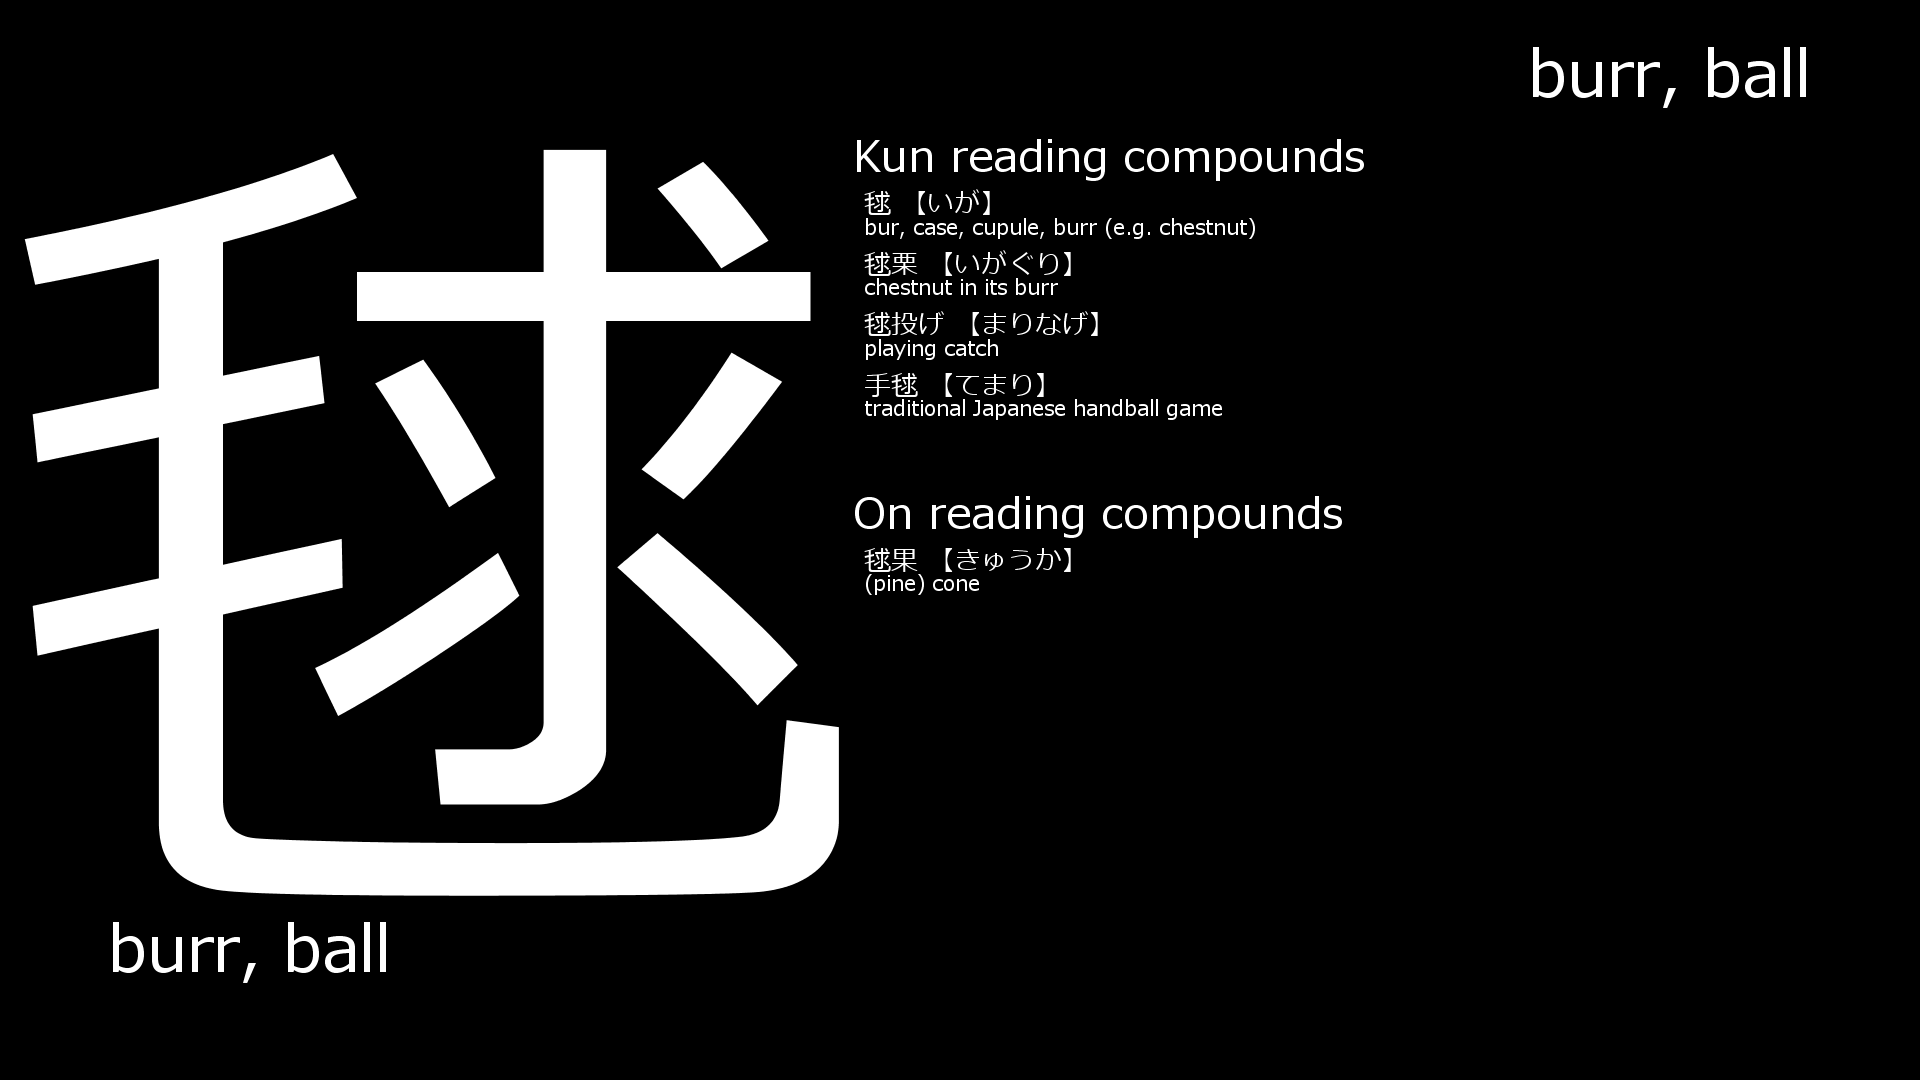 burr, ball
毬
Kun reading compounds
毬 【いが】
bur, case, cupule, burr (e.g. chestnut)
毬栗 【いがぐり】
chestnut in its burr
毬投げ 【まりなげ】
playing catch
手毬 【てまり】
traditional Japanese handball game
On reading compounds
毬果 【きゅうか】
(pine) cone
burr, ball